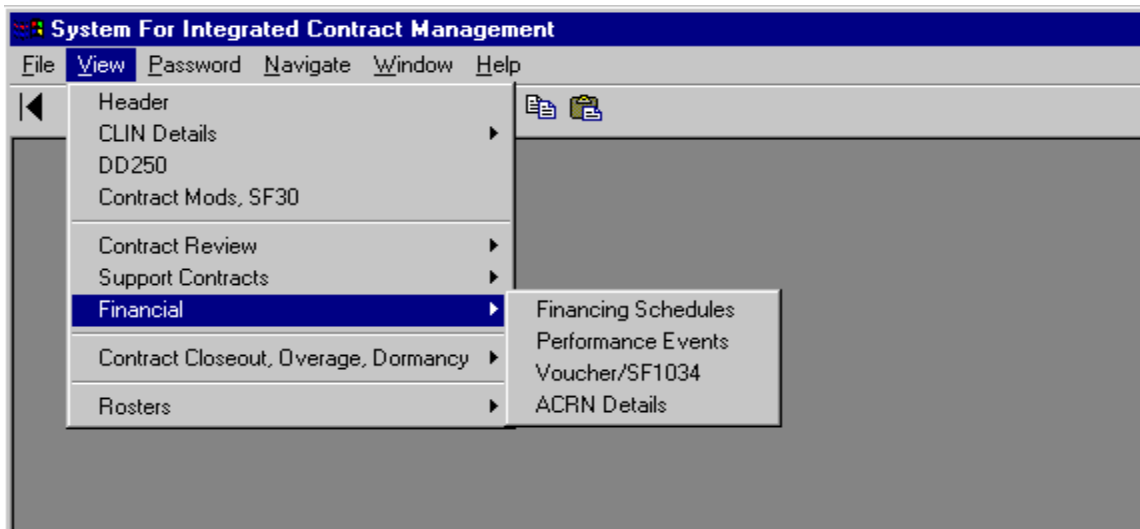 System For Integrated Contract Management
File View Password Navigate Window Help
Header
CLIN Details
DD250
Contract Mods, SF30
Contract Review
Support Contracts
Financial
Contract Closeout, Overage, Dormancy
Rosters
Financing Schedules
Performance Events
Voucher/SF1034
ACRN Details